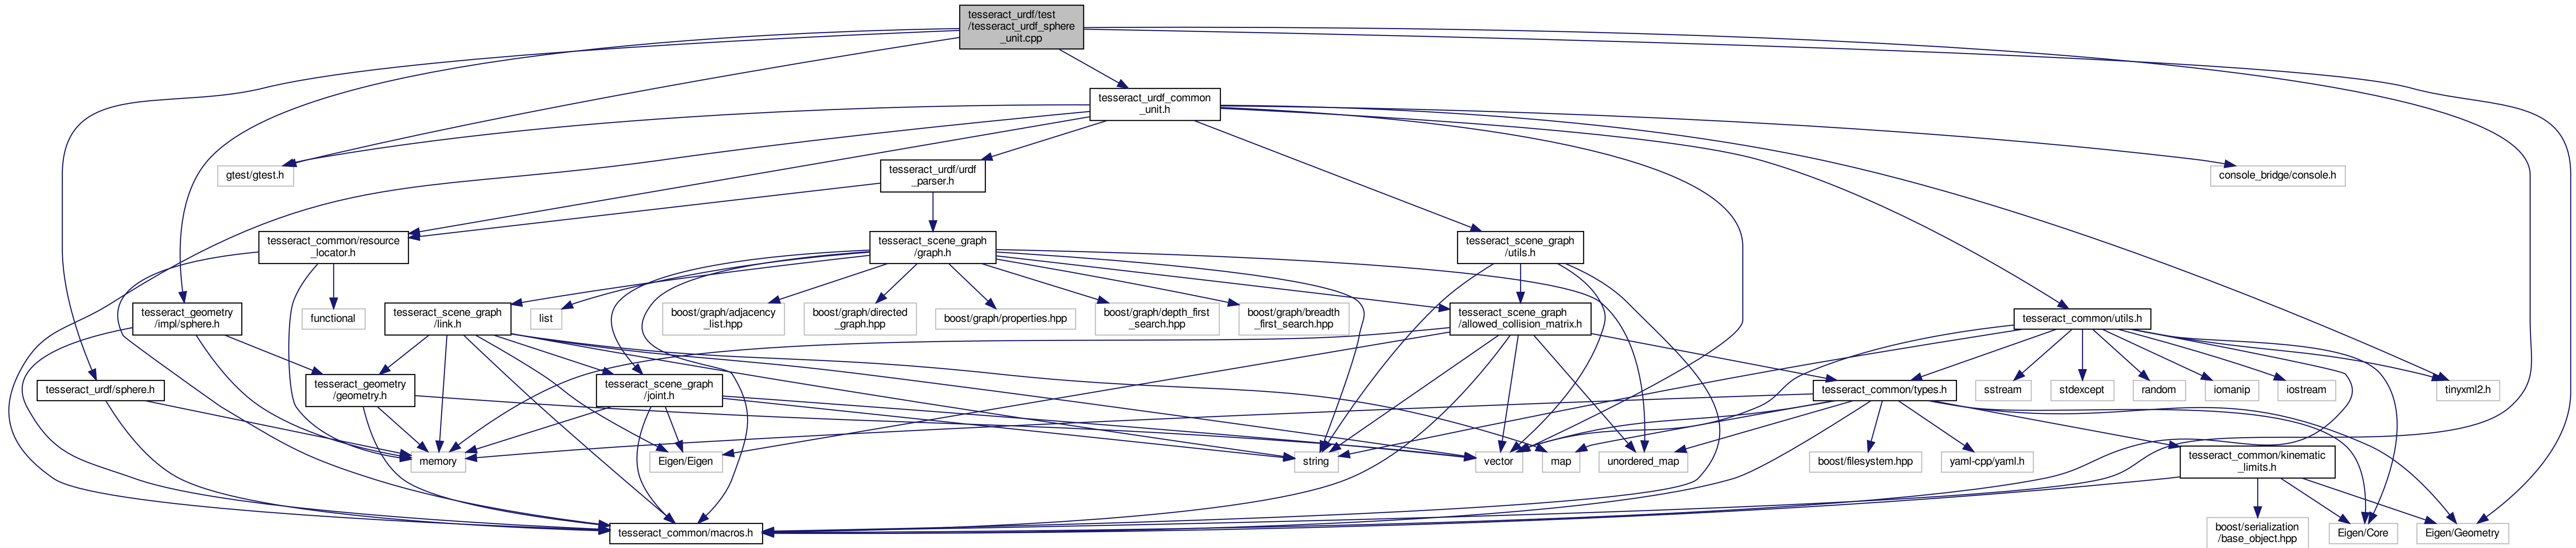 tesseract_urdf/test
/tesseract_urdf_sphere
_unit.cpp
tesseract_urdf_common
_unit.h
gtest/gtest.h
tesseract_urdf/urdf
_parser.h
console_bridge/console.h
tesseract_common/resource
_locator.h
tesseract_scene_graph
/graph.h
tesseract_scene_graph
/utils.h
tesseract_geometry
/impl/sphere.h
functional
tesseract_scene_graph
/link.h
list
boost/graph/adjacency
_list.hpp
boost/graph/directed
_graph.hpp
boost/graph/properties.hpp
boost/graph/depth_first
_search.hpp
boost/graph/breadth
_first_search.hpp
tesseract_scene_graph
/allowed_collision_matrix.h
tesseract_common/utils.h
tesseract_urdf/sphere.h
tesseract_geometry
/geometry.h
tesseract_scene_graph
/joint.h
tesseract_common/types.h
sstream
stdexcept
random
iomanip
iostream
tinyxml2.h
memory
Eigen/Eigen
string
vector
map
unordered_map
boost/filesystem.hpp
yaml-cpp/yaml.h
tesseract_common/kinematic
_limits.h
tesseract_common/macros.h
boost/serialization
/base_object.hpp
Eigen/Core
Eigen/Geometry